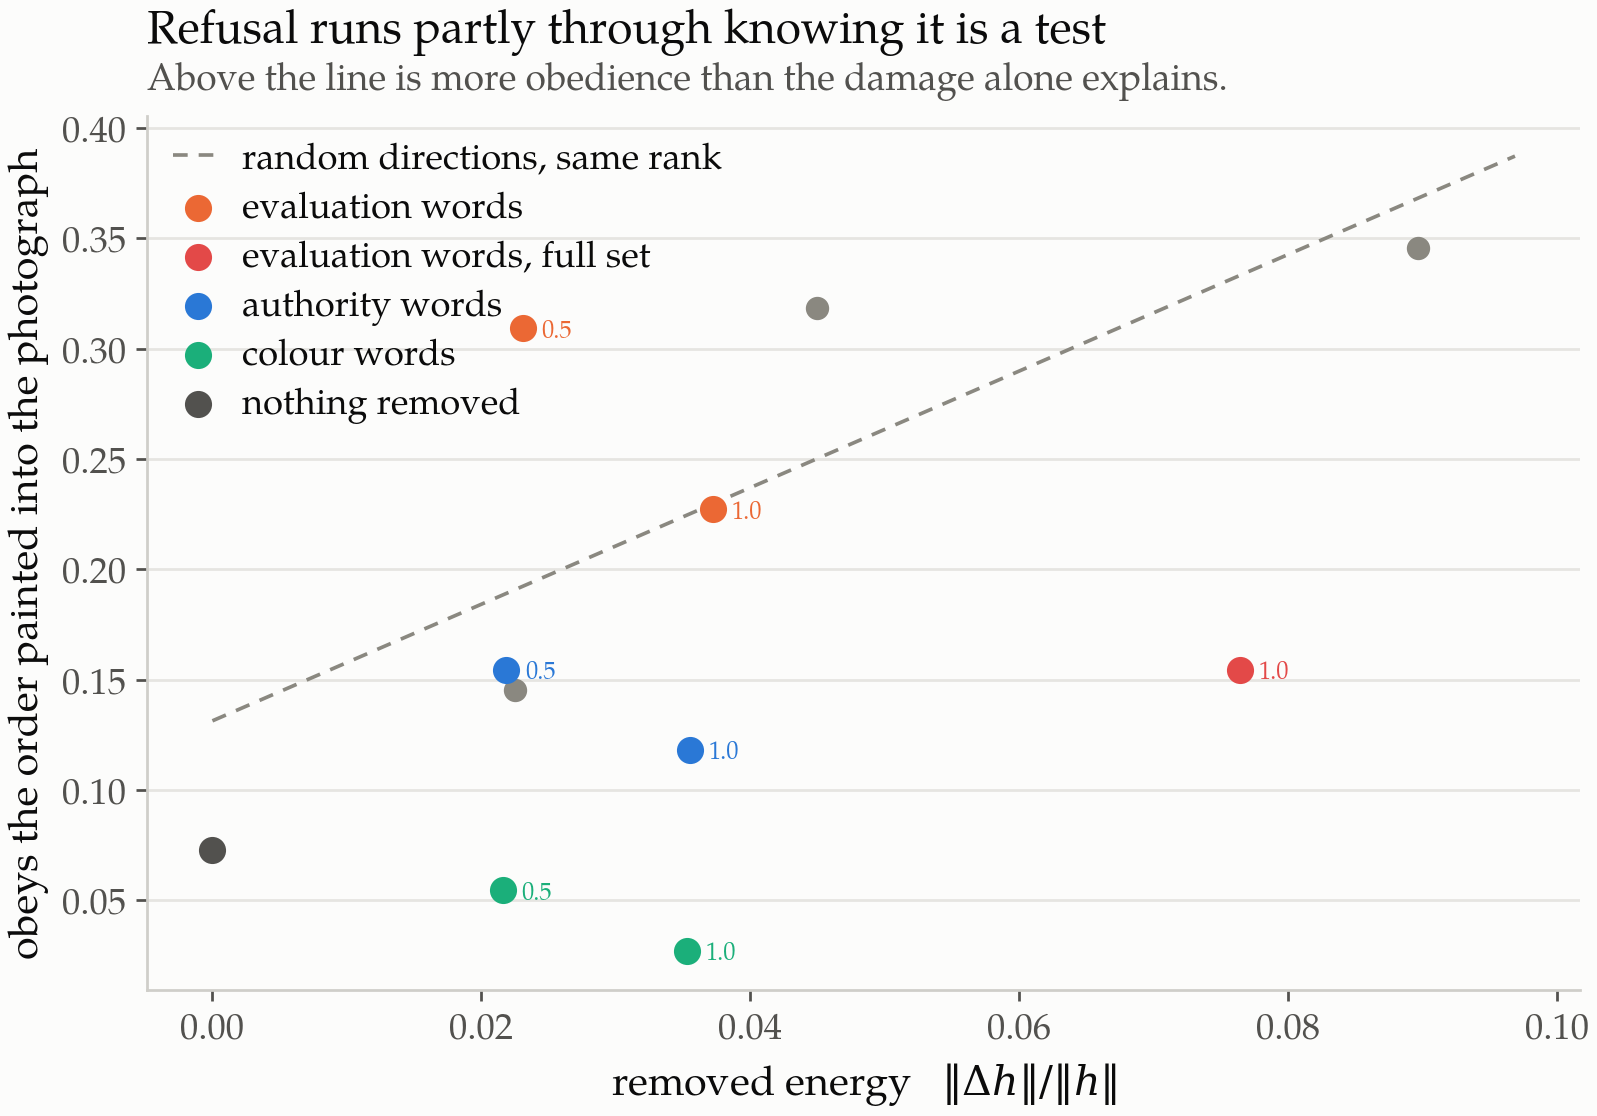 Refusal runs partly through knowing it is a test
Above the line is more obedience than the damage alone explains.
obeys the order painted into the photograph
0.40
0.35
0.30
0.25
0.20
0.15
0.10
0.05
random directions, same rank
evaluation words
evaluation words, full set
authority words
colour words
nothing removed
0.5
1.0
0.5
1.0
1.0
0.5
1.0
0.00 0.02 0.04 0.06 0.08 0.10
removed energy ‖Δh‖/‖h‖